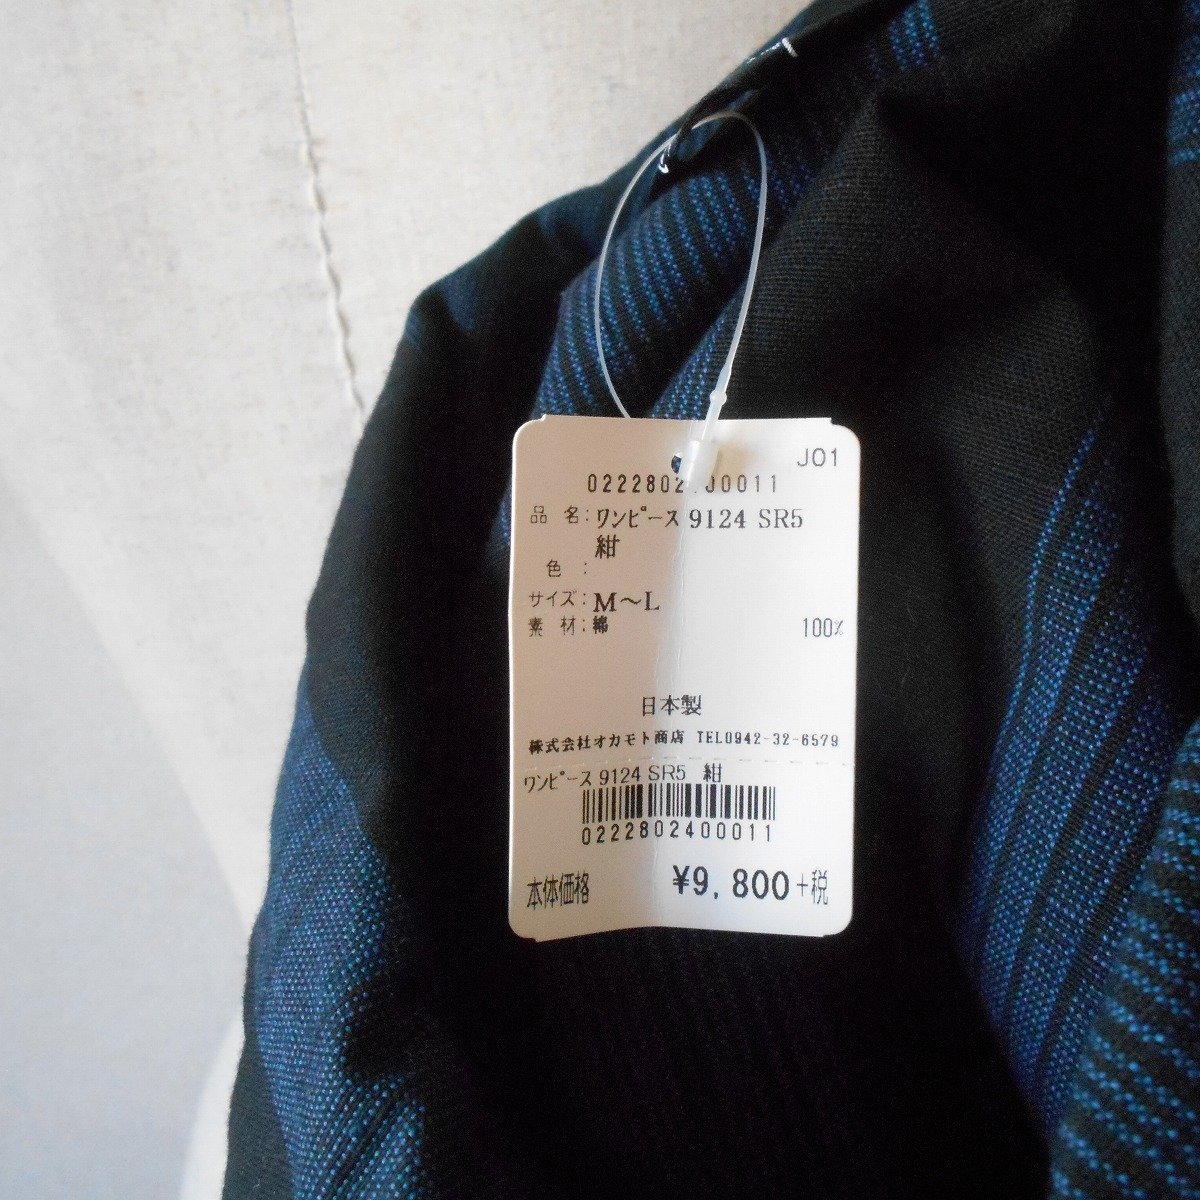 J01
0222802400011
品 名:ワンピース 9124 SR5
紺
色 :
サイズ:M～L
素 材:綿 100%
日本製
株式会社オカモト商店 TEL0942-32-6579
ワンピース 9124 SR5 紺
0222802400011
本体価格 ¥9,800+税